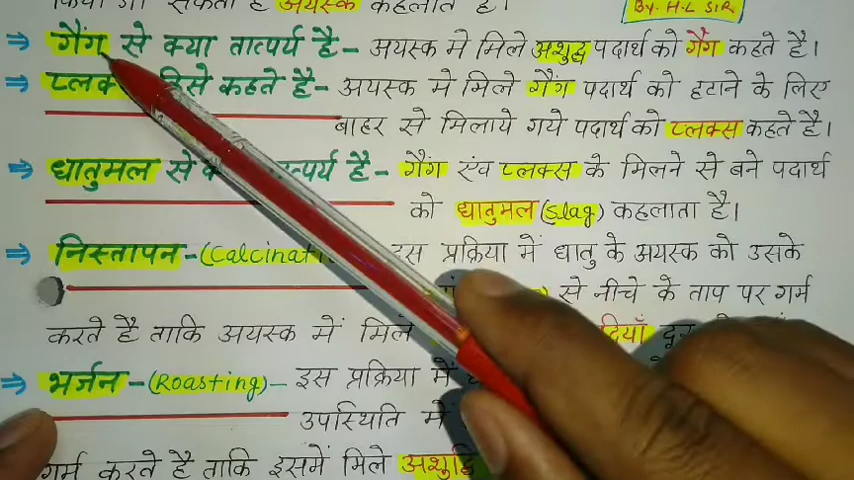 किया जा सकता है अयस्क कहलाते है।
BY. H.L SIR
⇒ गैंग से क्या तात्पर्य है- अयस्क मे मिले अशुद्ध पदार्थ को गैंग कहते है।
⇒ प्लक किसे कहते है- अयस्क मे मिले गैंग पदार्थ को हटाने के लिए
बाहर से मिलाये गये पदार्थ को प्लक्स कहते है।
⇒ धातुमल से तात्पर्य है- गैंग एंव प्लक्स के मिलने से बने पदार्थ
को धातुमल (slag) कहलाता है।
⇒ निस्तापन-(Calcinat इस प्रक्रिया में धातु के अयस्क को उसके
से नीचे के ताप पर गर्म
करते है ताकि अयस्क में मिले
⇒ भर्जन-(Roasting)- इस प्रक्रिया में
उपस्थिति में
गर्म करते है ताकि इसमें मिले अशुद्धि